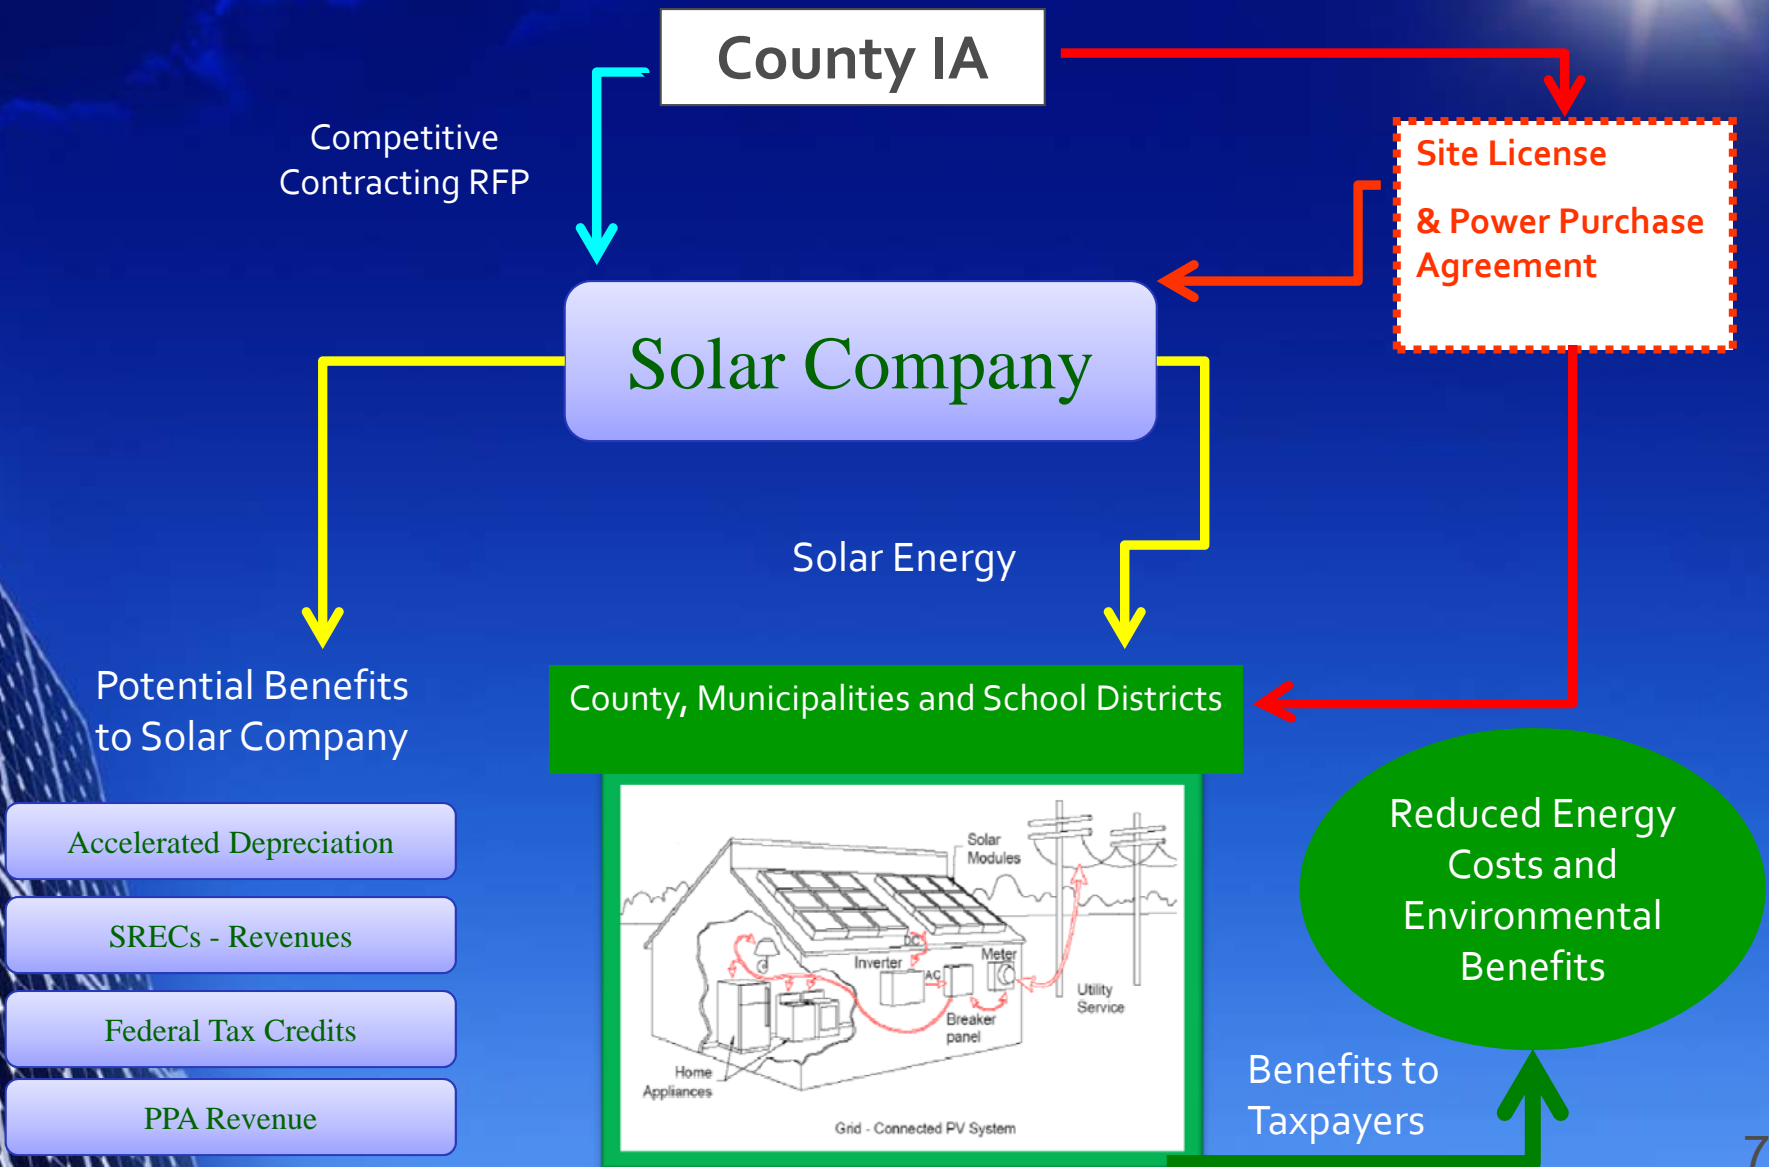 County IA
Competitive
Contracting RFP
Site License
& Power Purchase
Agreement
Solar Company
Solar Energy
Potential Benefits
to Solar Company
County, Municipalities and School Districts
Accelerated Depreciation
SRECs - Revenues
Federal Tax Credits
PPA Revenue
Solar
Modules
DC
Inverter
AC
Meter
Breaker
panel
Utility
Service
Home
Appliances
Grid - Connected PV System
Reduced Energy
Costs and
Environmental
Benefits
Benefits to
Taxpayers
7